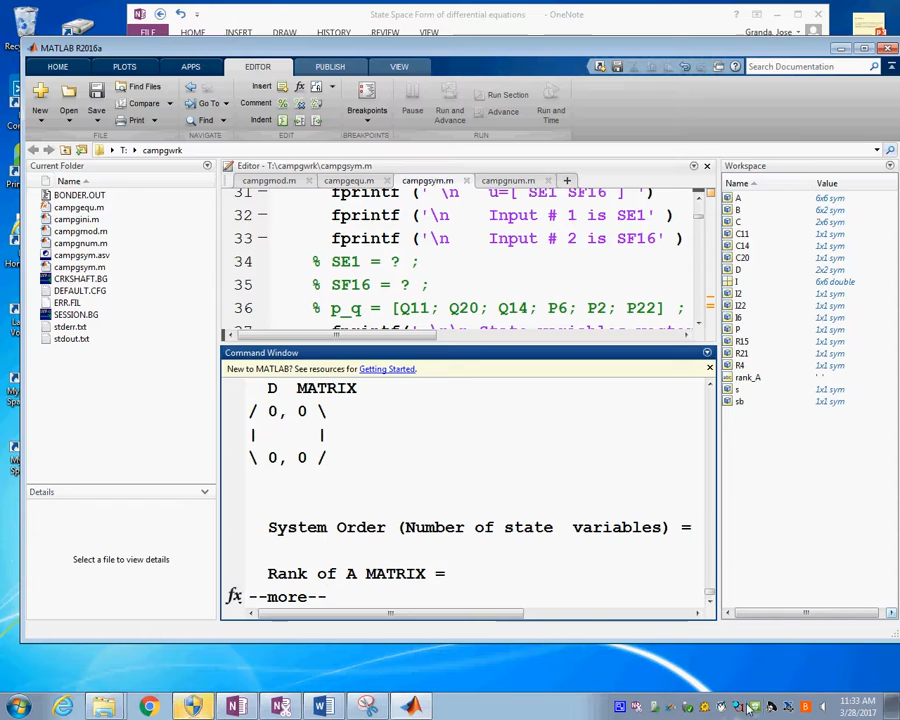 State Space Form of differential equations - OneNote
FILE HOME INSERT DRAW HISTORY REVIEW VIEW
Granda, Jose
MATLAB R2016a
HOME PLOTS APPS EDITOR PUBLISH VIEW
Search Documentation
New Open Save
Find Files
Compare
Print
Go To
Find
Insert
Comment
Indent
Breakpoints
Pause
Run and Advance
Run Section
Advance
Run and Time
FILE NAVIGATE EDIT BREAKPOINTS RUN
T: campgwrk
Current Folder
Name
BONDER.OUT
campgequ.m
campgini.m
campgmod.m
campgnum.m
campgsym.asv
campgsym.m
CRKSHAFT.BG
DEFAULT.CFG
ERR.FIL
SESSION.BG
stderr.txt
stdout.txt
Details
Select a file to view details
Editor - T:\campgwrk\campgsym.m
campgmod.m campgequ.m campgsym.m campgnum.m
31 fprintf (' \n u=[ SE1 SF16 ] ')
32 fprintf ('\n Input # 1 is SE1' )
33 fprintf ('\n Input # 2 is SF16' )
34 % SE1 = ? ;
35 % SF16 = ? ;
36 % p_q = [Q11; Q20; Q14; P6; P2; P22] ;
Command Window
New to MATLAB? See resources for Getting Started.
D MATRIX
/ 0, 0 \
| |
\ 0, 0 /
System Order (Number of state variables) =
Rank of A MATRIX =
fx --more--
Workspace
Name Value
A 6x6 sym
B 6x2 sym
C 2x6 sym
C11 1x1 sym
C14 1x1 sym
C20 1x1 sym
D 2x2 sym
I 6x6 double
I2 1x1 sym
I22 1x1 sym
I6 1x1 sym
P 1x1 sym
R15 1x1 sym
R21 1x1 sym
R4 1x1 sym
rank_A ' '
s 1x1 sym
sb 1x1 sym
11:33 AM
3/28/2017